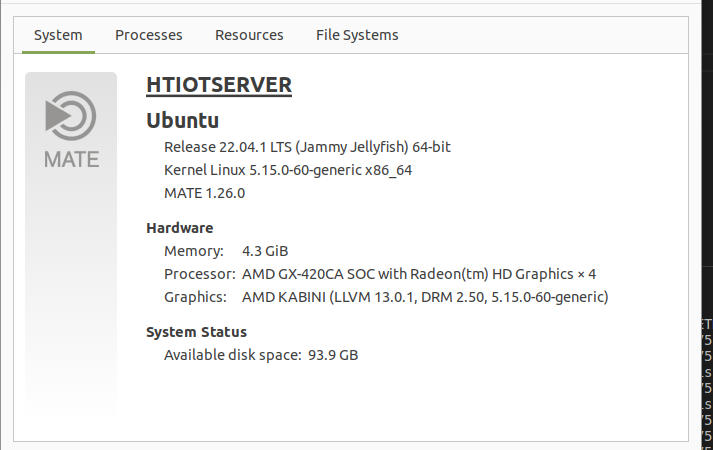 System Processes Resources File Systems
MATE
HTIOTSERVER
Ubuntu
Release 22.04.1 LTS (Jammy Jellyfish) 64-bit
Kernel Linux 5.15.0-60-generic x86_64
MATE 1.26.0
Hardware
Memory: 4.3 GiB
Processor: AMD GX-420CA SOC with Radeon(tm) HD Graphics × 4
Graphics: AMD KABINI (LLVM 13.0.1, DRM 2.50, 5.15.0-60-generic)
System Status
Available disk space: 93.9 GB